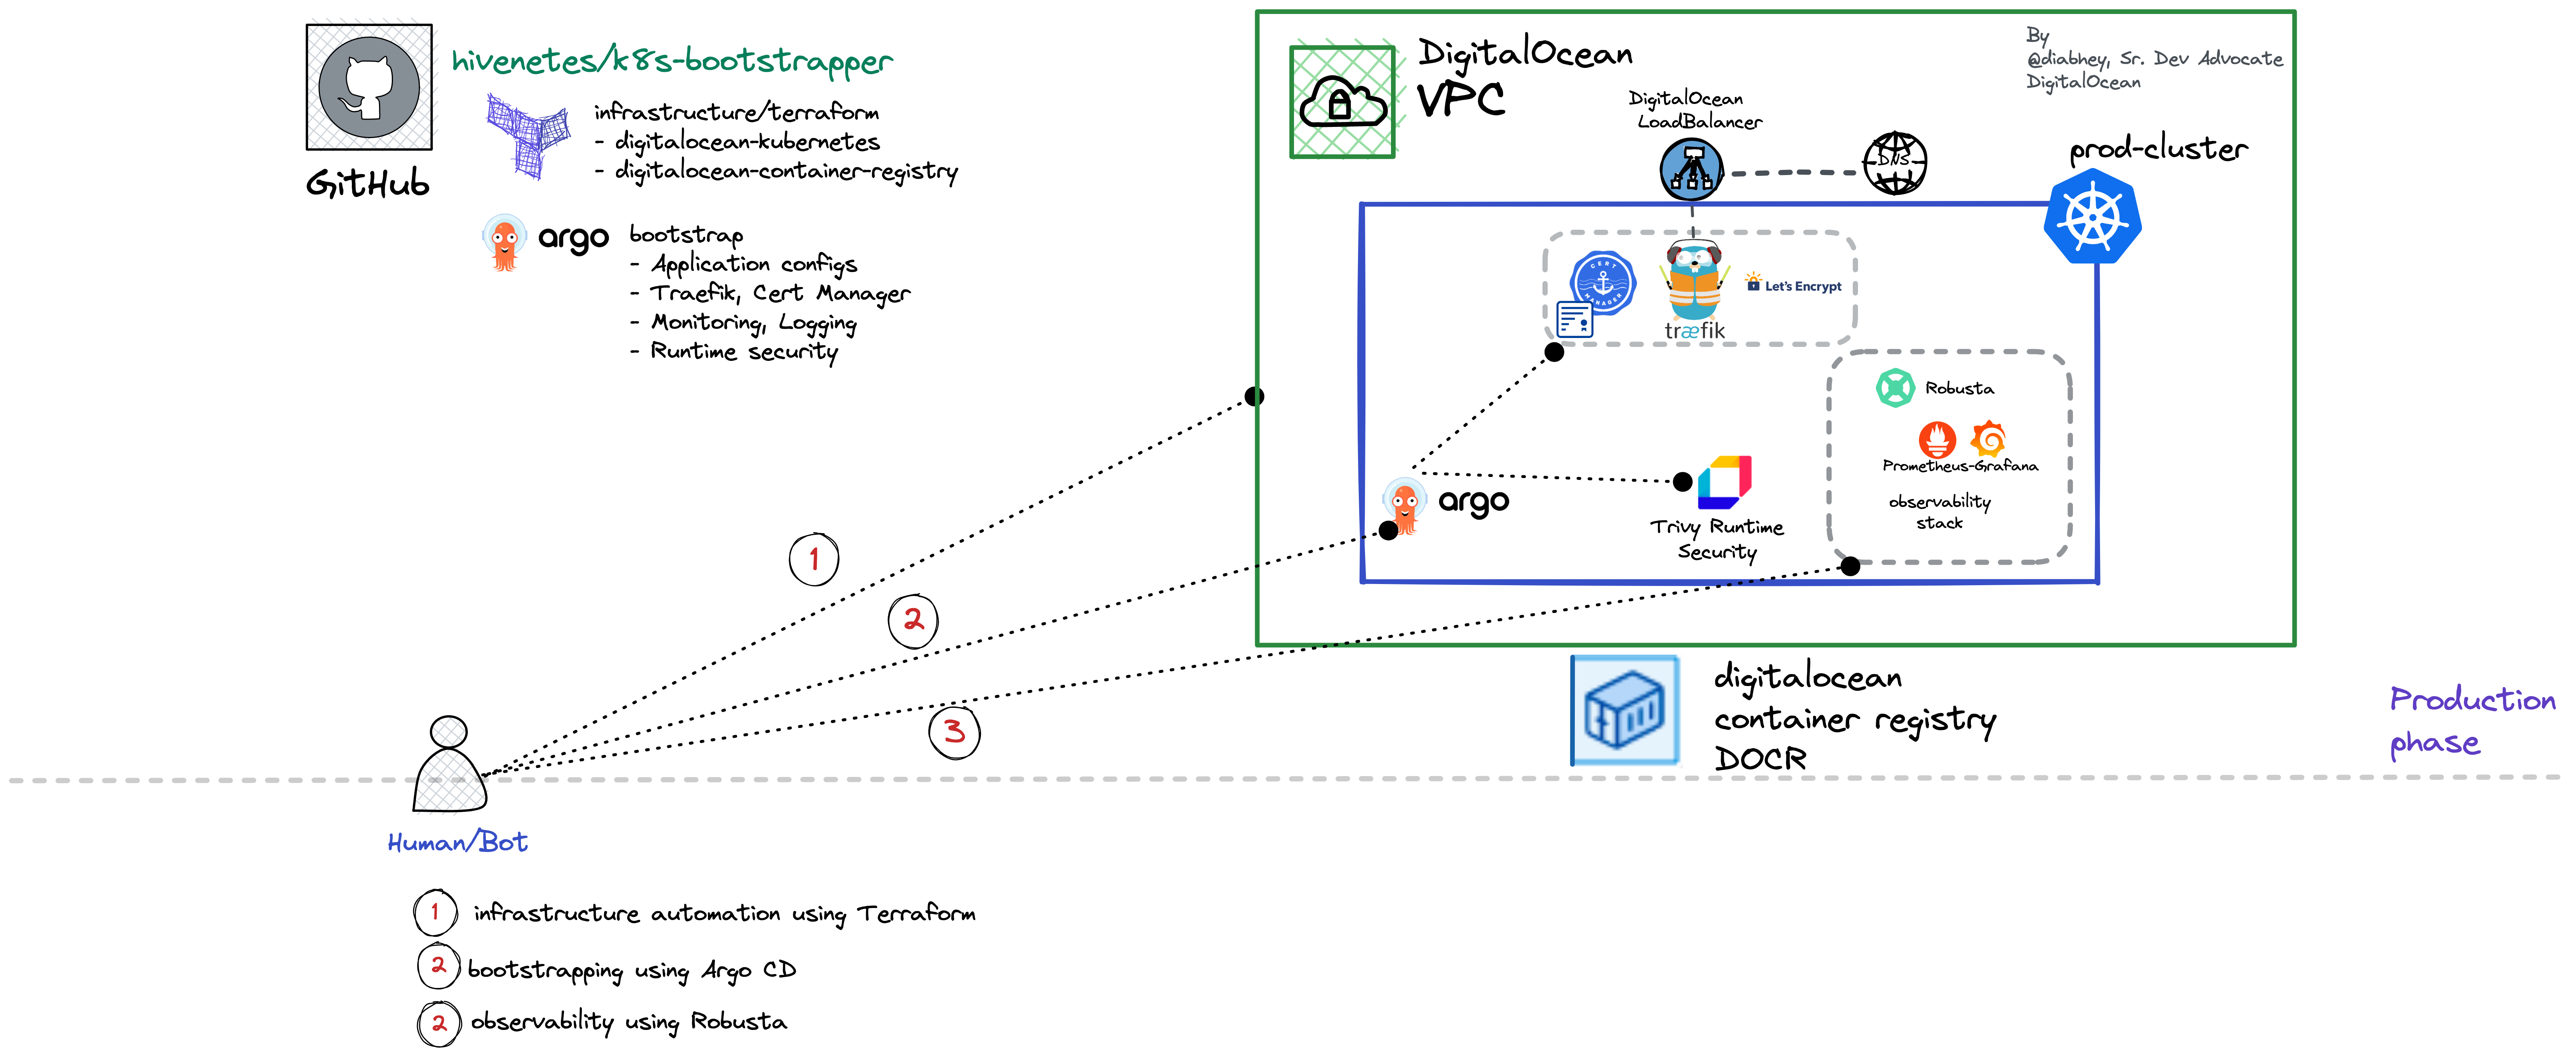 hivenetes/k8s-bootstrapper
GitHub
infrastructure/terraform
- digitalocean-kubernetes
- digitalocean-container-registry
argo
bootstrap
- Application configs
- Traefik, Cert Manager
- Monitoring, Logging
- Runtime security
DigitalOcean
VPC
By
@diabhey, Sr. Dev Advocate
DigitalOcean
DigitalOcean
LoadBalancer
DNS
prod-cluster
CERT
MANAGER
træfik
Let's Encrypt
Robusta
Prometheus-Grafana
observability
stack
argo
Trivy Runtime
Security
1
2
3
digitalocean
container registry
DOCR
Production
phase
Human/Bot
1 infrastructure automation using Terraform
2 bootstrapping using Argo CD
2 observability using Robusta